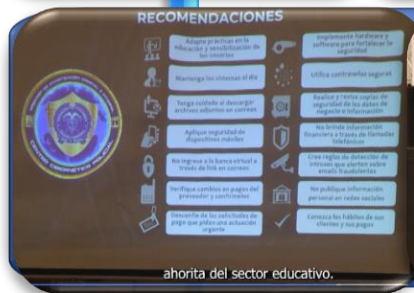 RECOMENDACIONES
Adopte prácticas en la
educación y sensibilización de
los usuarios
Mantenga los sistemas al día
Tenga cuidado al descargar
archivos adjuntos en correos
Aplique seguridad de
dispositivos móviles
No ingrese a la banca virtual a
través de link en correos
Verifique cambios en pagos del
proveedor y confírmelos
Desconfíe de las solicitudes de
pago que piden una actuación
urgente
Implemente hardware y
software para fortalecer la
seguridad
Utilice contraseñas seguras
Realice y revise copias de
seguridad de los datos de
negocio e información
No brinde información
financiera a través de llamadas
telefónicas
Cree reglas de detección de
intrusos que alerten sobre
emails fraudulentos
No publique información
personal en redes sociales
Conozca los hábitos de sus
clientes y sus pagos
CENTRO CIBERNÉTICO POLICIAL
ahorita del sector educativo.